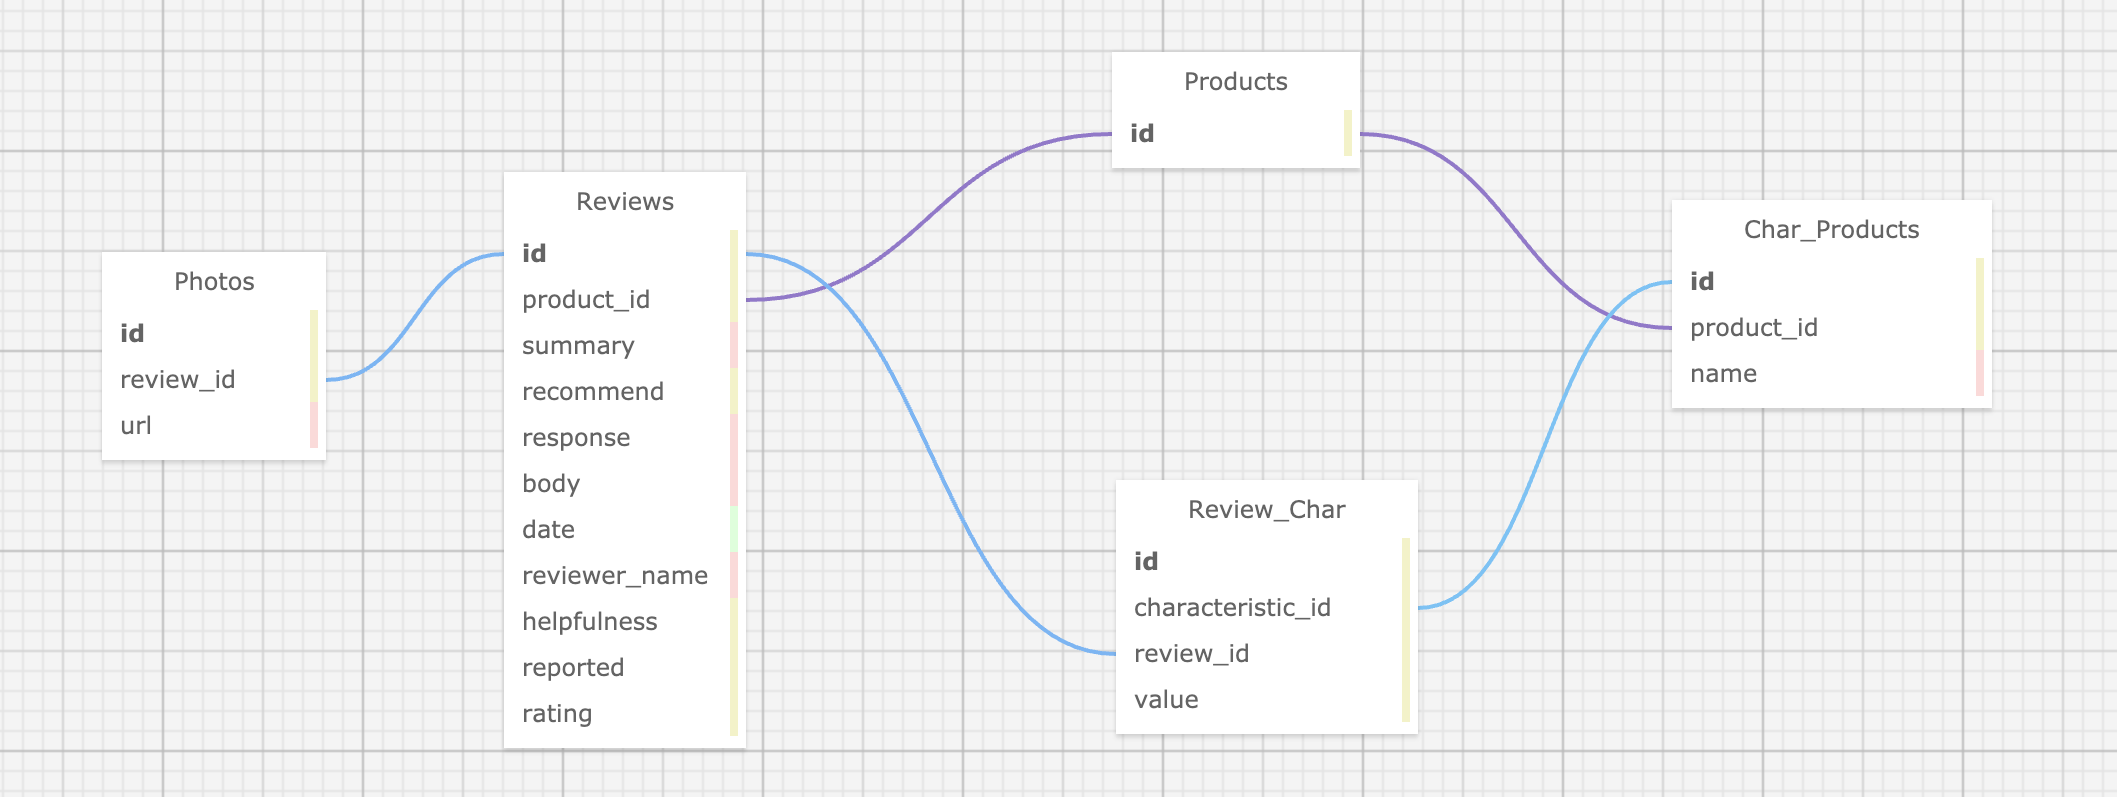 Photos
id
review_id
url
Reviews
id
product_id
summary
recommend
response
body
date
reviewer_name
helpfulness
reported
rating
Products
id
Review_Char
id
characteristic_id
review_id
value
Char_Products
id
product_id
name